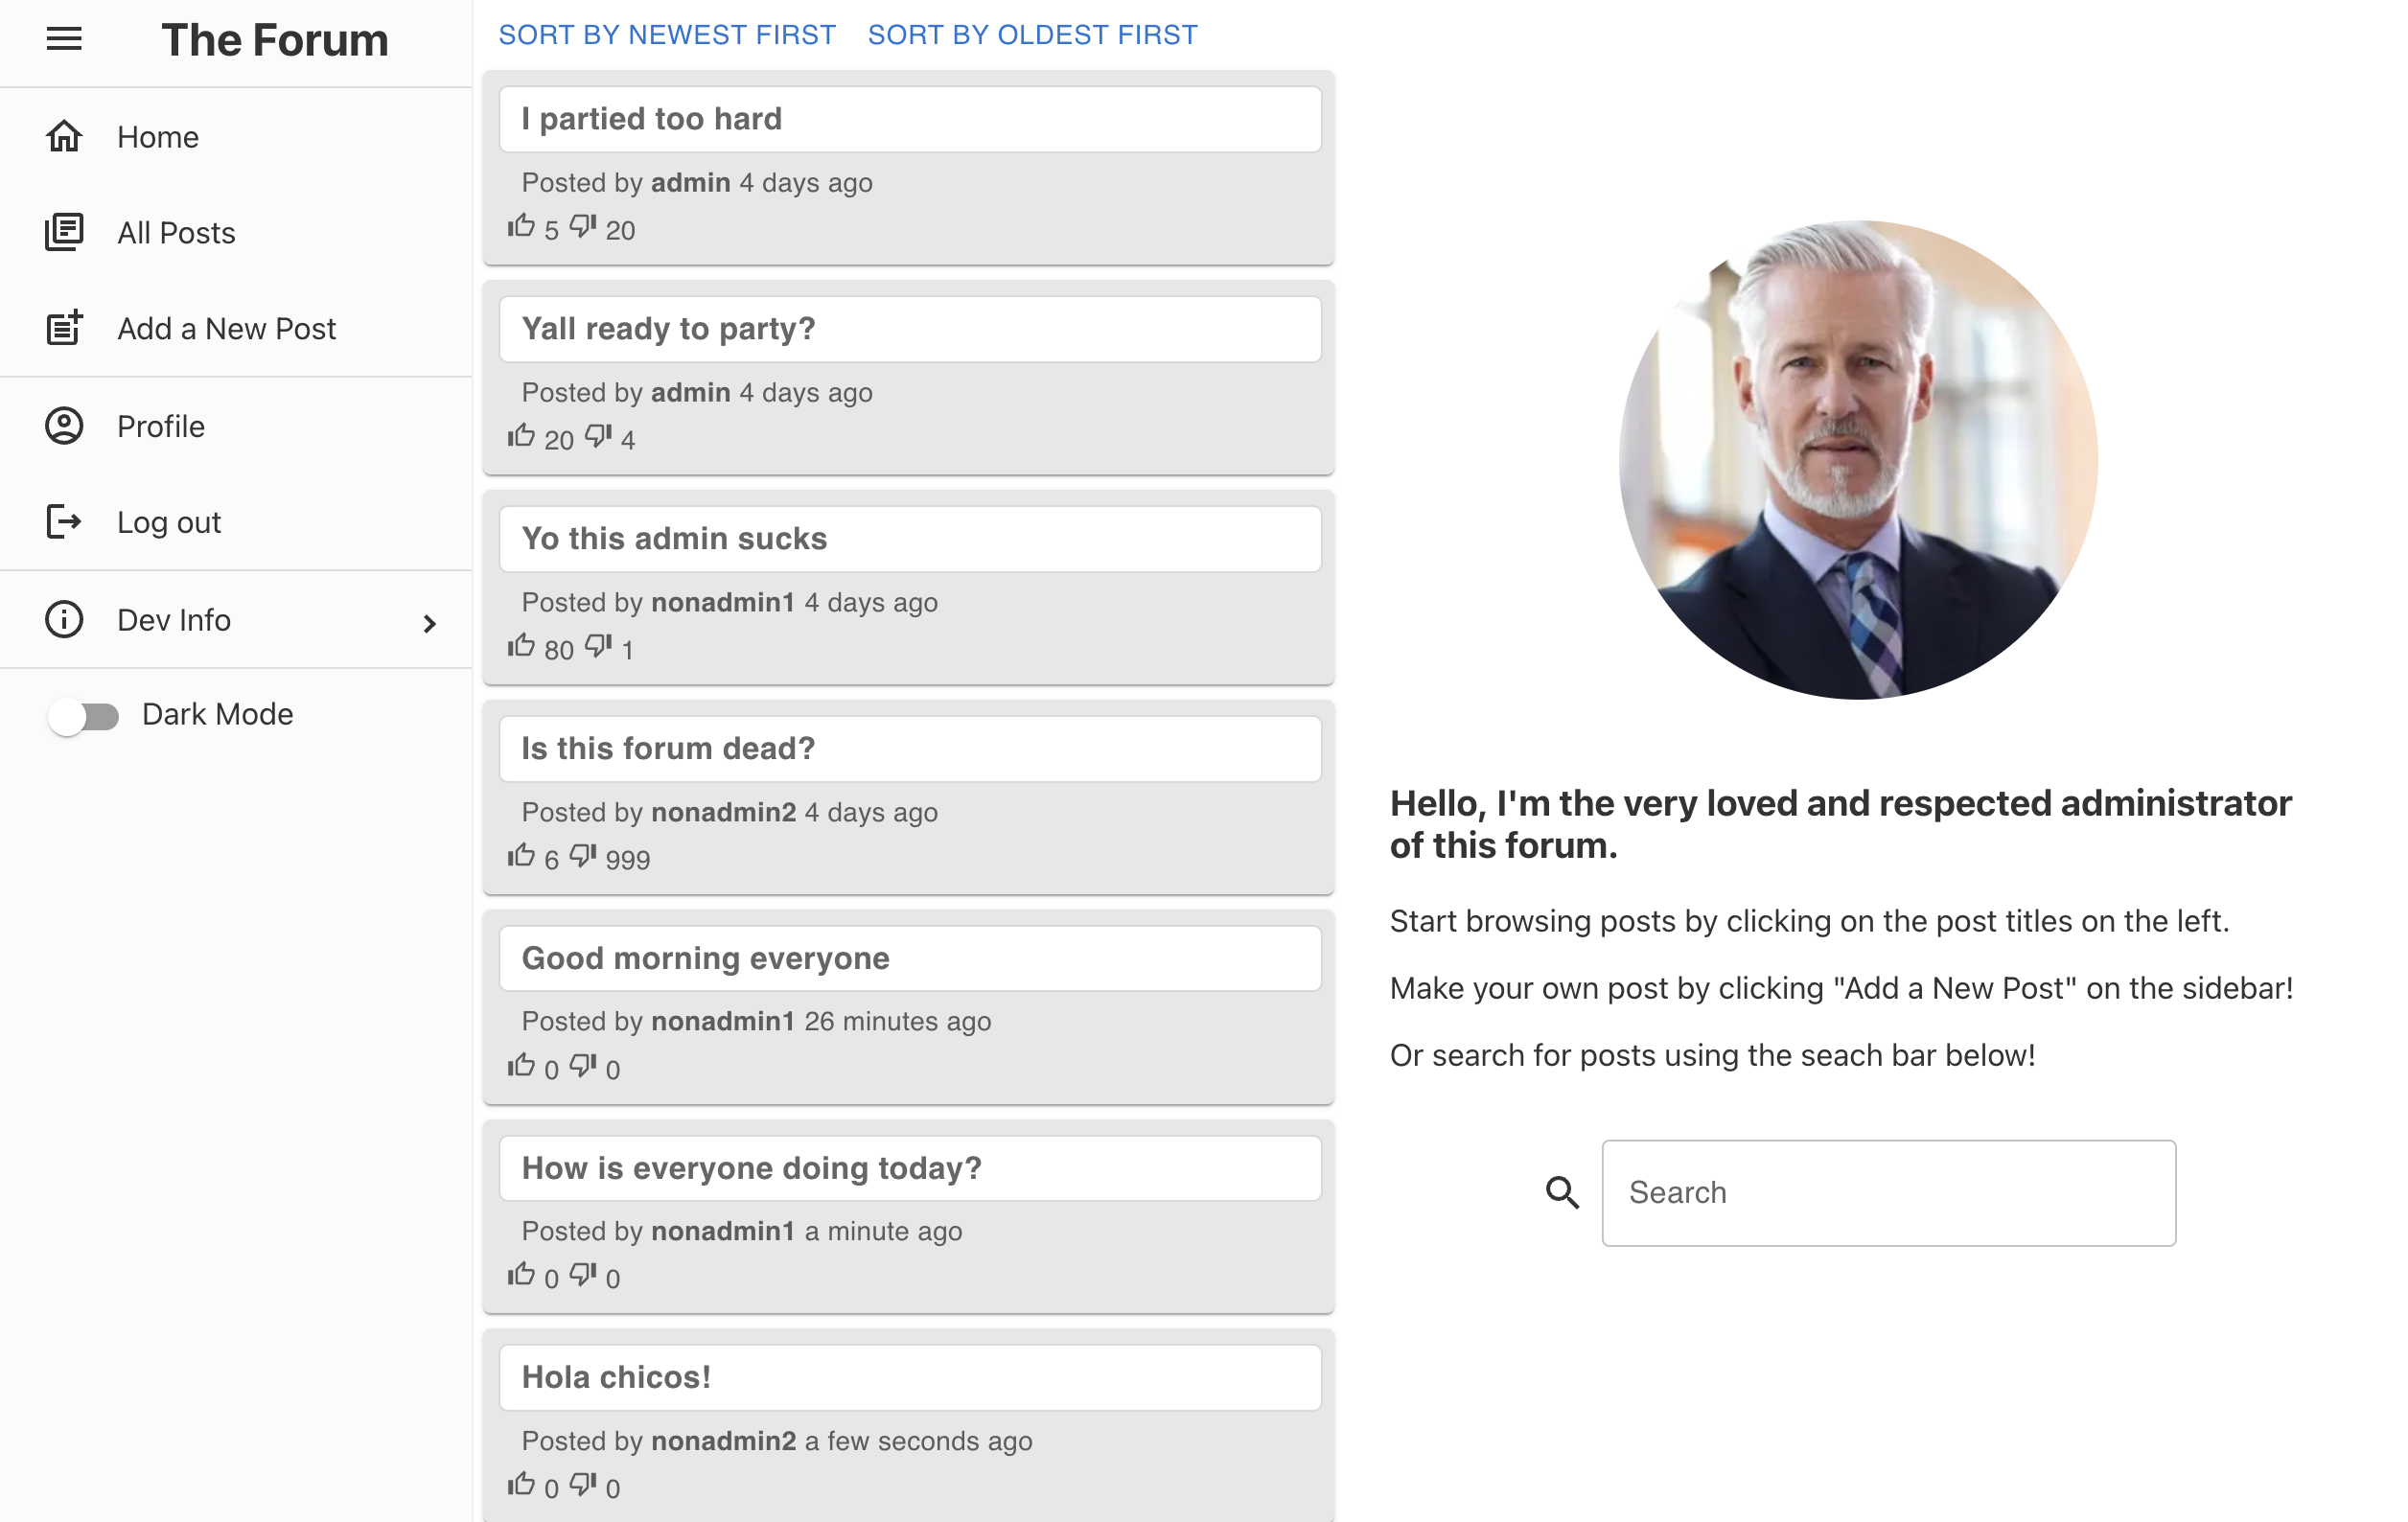 The Forum
Home
All Posts
Add a New Post
Profile
Log out
Dev Info
Dark Mode
SORT BY NEWEST FIRST SORT BY OLDEST FIRST
I partied too hard
Posted by admin 4 days ago
5 20
Yall ready to party?
Posted by admin 4 days ago
20 4
Yo this admin sucks
Posted by nonadmin1 4 days ago
80 1
Is this forum dead?
Posted by nonadmin2 4 days ago
6 999
Good morning everyone
Posted by nonadmin1 26 minutes ago
0 0
How is everyone doing today?
Posted by nonadmin1 a minute ago
0 0
Hola chicos!
Posted by nonadmin2 a few seconds ago
0 0
Hello, I'm the very loved and respected administrator
of this forum.
Start browsing posts by clicking on the post titles on the left.
Make your own post by clicking "Add a New Post" on the sidebar!
Or search for posts using the seach bar below!
Search